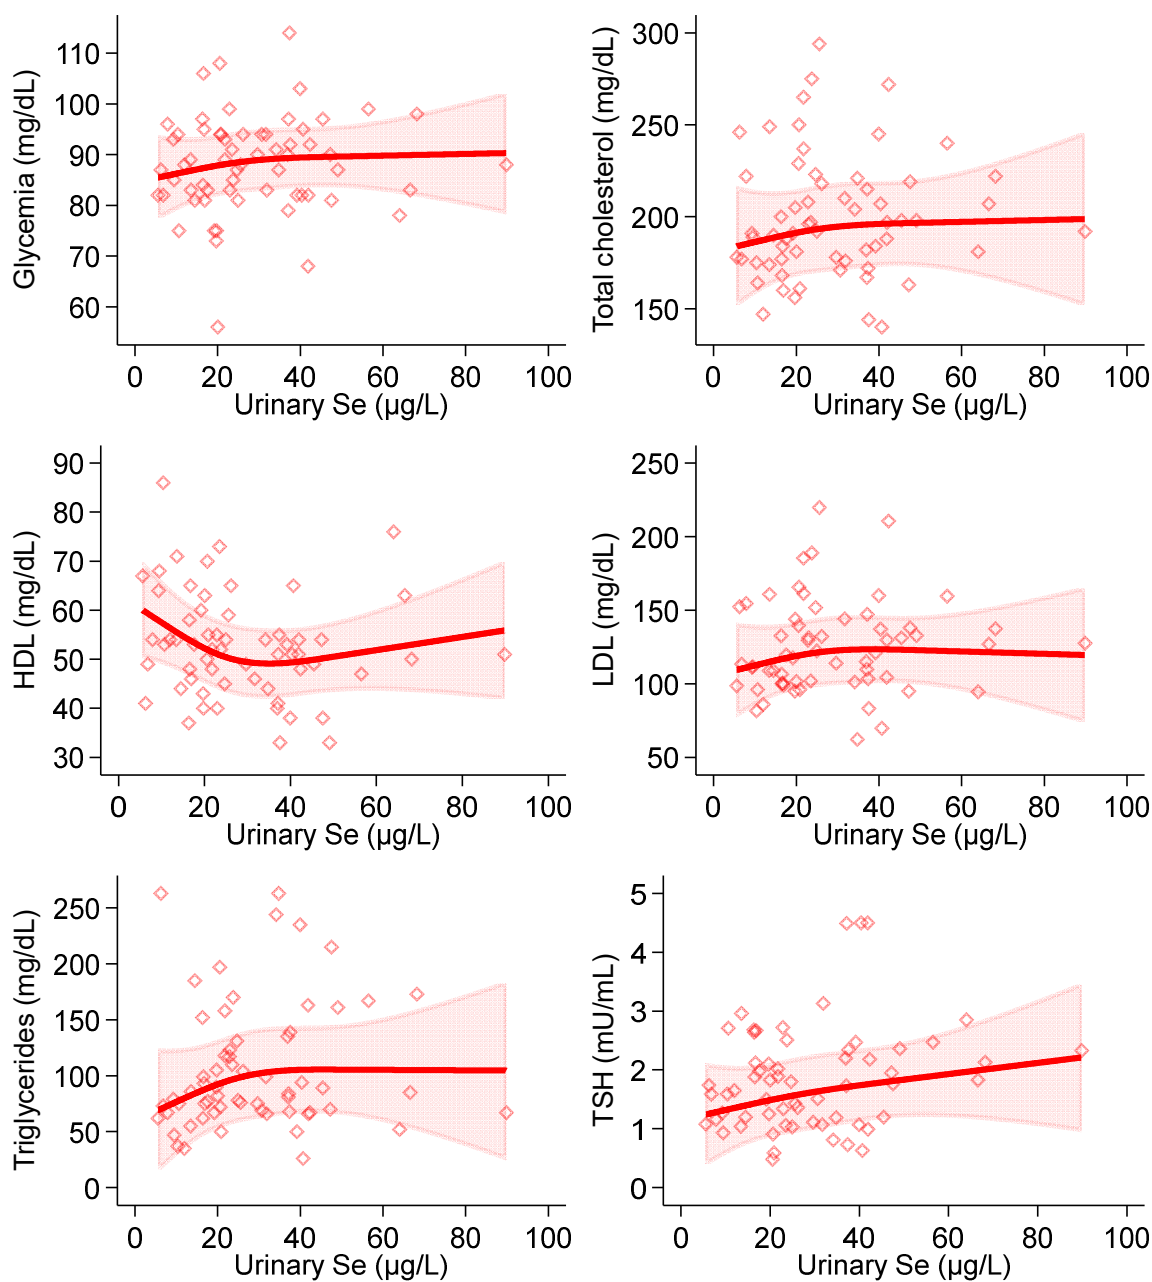 Glycemia (mg/dL)
110
100
90
80
70
60
0 20 40 60 80 100
Urinary Se (µg/L)
Total cholesterol (mg/dL)
300
250
200
150
0 20 40 60 80 100
Urinary Se (µg/L)
HDL (mg/dL)
90
80
70
60
50
40
30
0 20 40 60 80 100
Urinary Se (µg/L)
LDL (mg/dL)
250
200
150
100
50
0 20 40 60 80 100
Urinary Se (µg/L)
Triglycerides (mg/dL)
250
200
150
100
50
0
0 20 40 60 80 100
Urinary Se (µg/L)
TSH (mU/mL)
5
4
3
2
1
0
0 20 40 60 80 100
Urinary Se (µg/L)